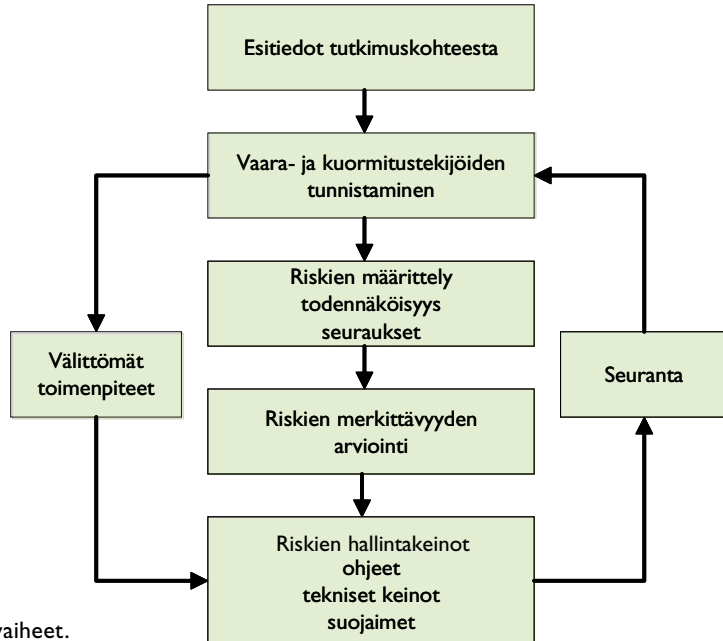 Esitiedot tutkimuskohteesta
Vaara- ja kuormitustekijöiden
tunnistaminen
Riskien määrittely
todennäköisyys
seuraukset
Välittömät
toimenpiteet
Seuranta
Riskien merkittävyyden
arviointi
Riskien hallintakeinot
ohjeet
tekniset keinot
suojaimet
vaiheet.